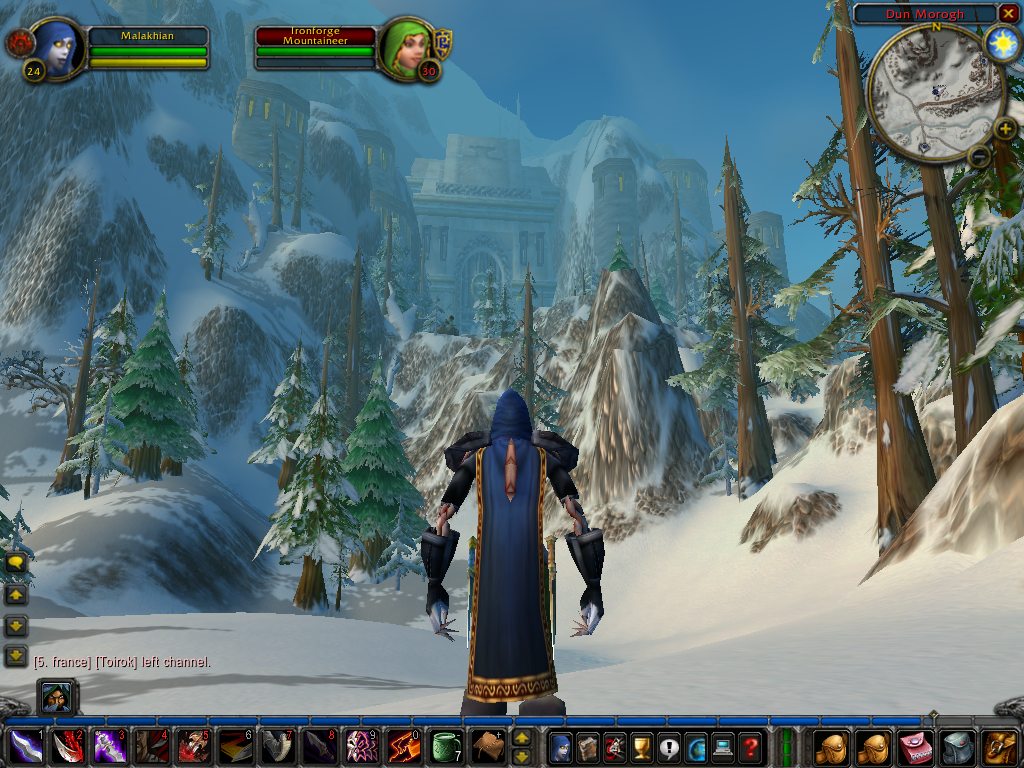 Malakhian
24
Ironforge
Mountaineer
30
Dun Morogh
N
[5. france] [Toirok] left channel.
1
2
3
4
5
6
7
8
9
0
7
+